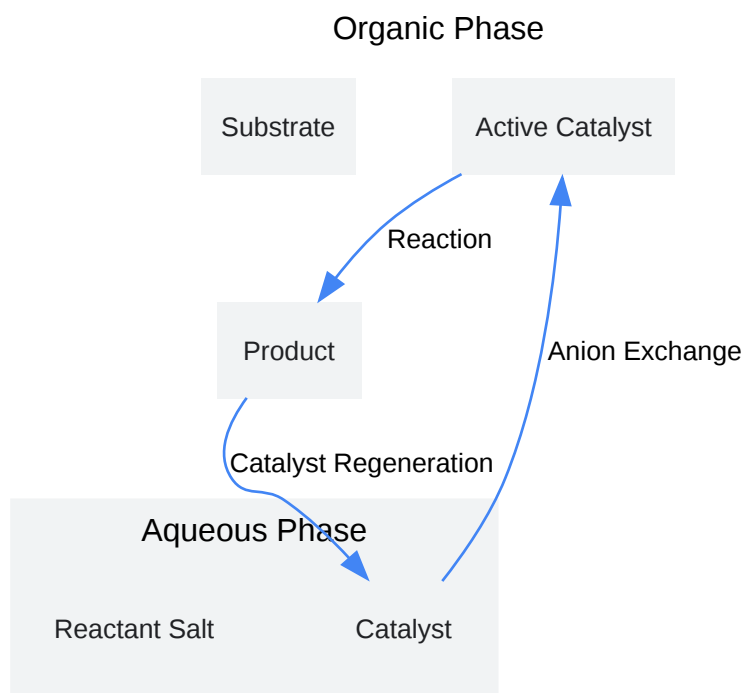 Organic Phase
Substrate
Active Catalyst
Reaction
Product
Anion Exchange
Catalyst Regeneration
Aqueous Phase
Reactant Salt
Catalyst